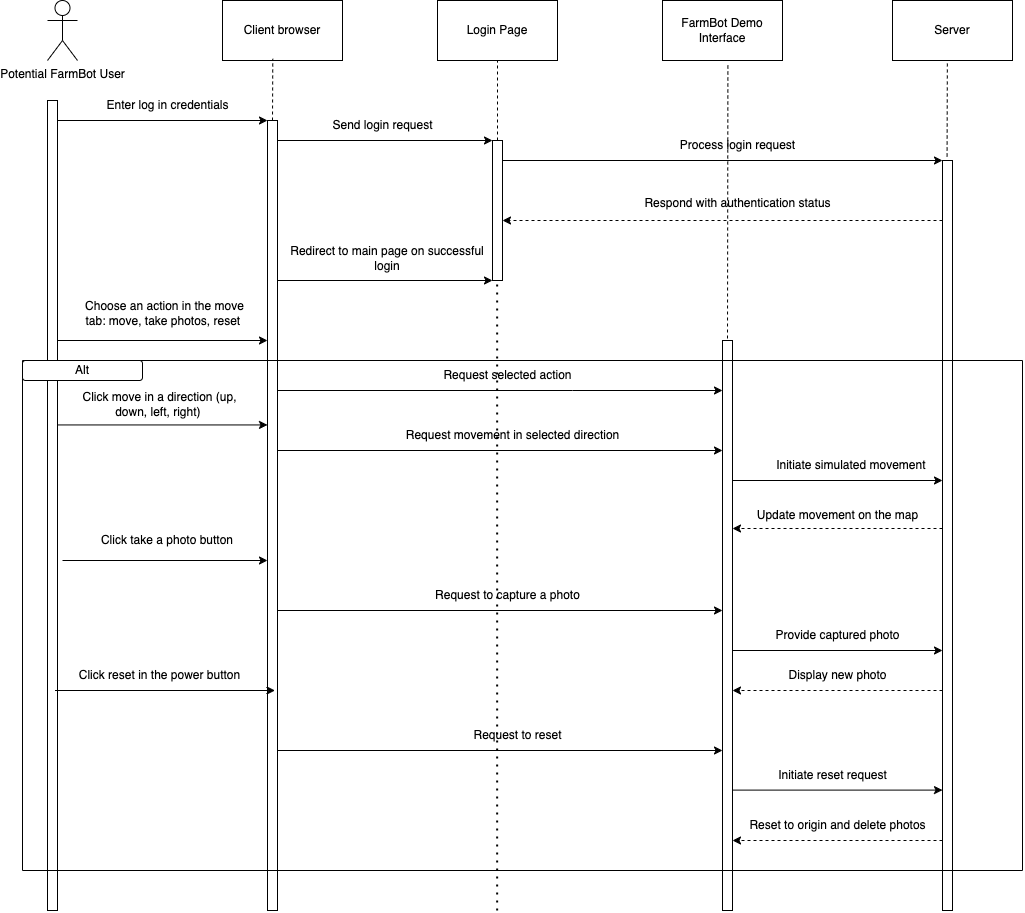 Client browser
Login Page
FarmBot Demo
Interface
Server
Potential FarmBot User
Enter log in credentials
Send login request
Process login request
Respond with authentication status
Redirect to main page on successful
login
Choose an action in the move
tab: move, take photos, reset
Alt
Request selected action
Click move in a direction (up,
down, left, right)
Request movement in selected direction
Initiate simulated movement
Update movement on the map
Click take a photo button
Request to capture a photo
Provide captured photo
Click reset in the power button
Display new photo
Request to reset
Initiate reset request
Reset to origin and delete photos